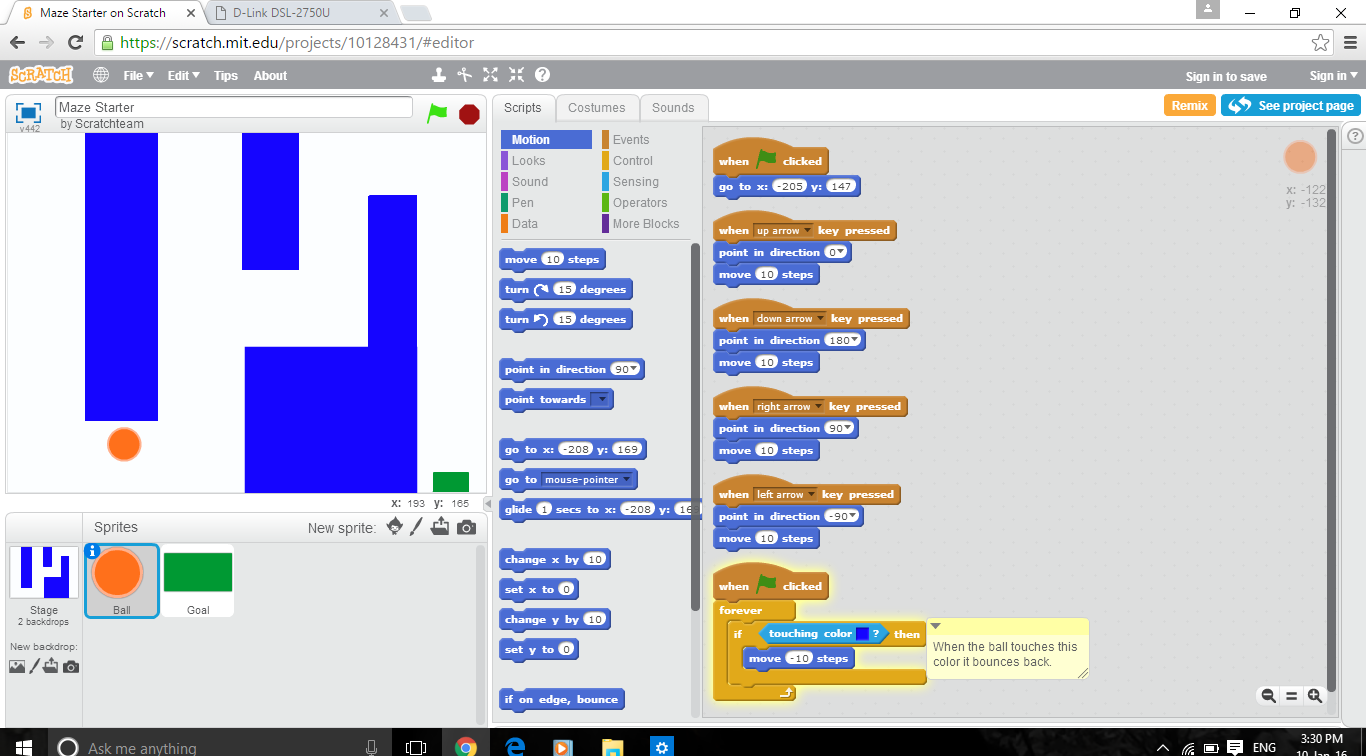 Maze Starter on Scratch
D-Link DSL-2750U
https://scratch.mit.edu/projects/10128431/#editor
SCRATCH
File
Edit
Tips
About
Sign in to save
Sign in
Maze Starter
by Scratchteam
v442
Scripts
Costumes
Sounds
Remix
See project page
Motion
Looks
Sound
Pen
Data
Events
Control
Sensing
Operators
More Blocks
move 10 steps
turn 15 degrees
turn 15 degrees
point in direction 90
point towards
go to x: -208 y: 169
go to mouse-pointer
glide 1 secs to x: -208 y: 16
change x by 10
set x to 0
change y by 10
set y to 0
if on edge, bounce
when clicked
go to x: -205 y: 147
when up arrow key pressed
point in direction 0
move 10 steps
when down arrow key pressed
point in direction 180
move 10 steps
when right arrow key pressed
point in direction 90
move 10 steps
when left arrow key pressed
point in direction -90
move 10 steps
when clicked
forever
if touching color ? then
move -10 steps
When the ball touches this
color it bounces back.
x: -122
y: -132
?
x: 193 y: 165
Sprites
New sprite:
Stage
2 backdrops
New backdrop:
Ball
Goal
Ask me anything
ENG
3:30 PM
10-Jan-16